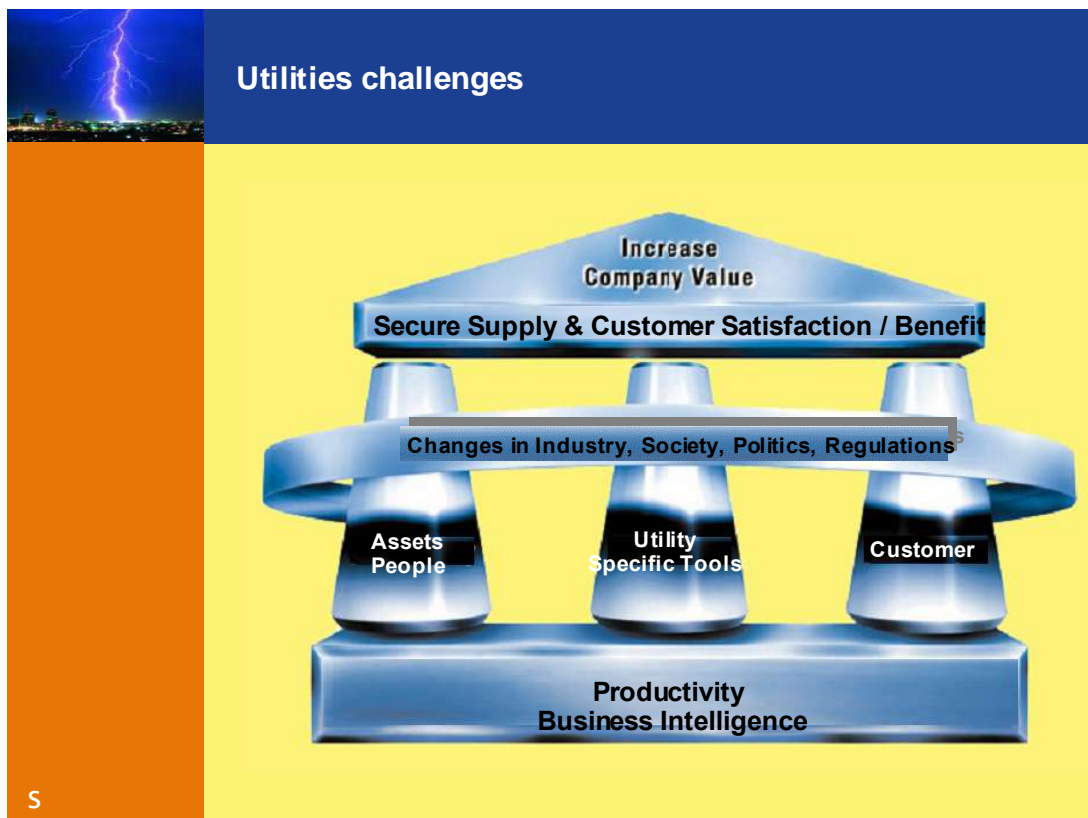 Utilities challenges
Increase
Company Value
Secure Supply & Customer Satisfaction / Benefit
Changes in Industry, Society, Politics, Regulations
s
Assets
People
Utility
Specific Tools
Customer
Productivity
Business Intelligence
S